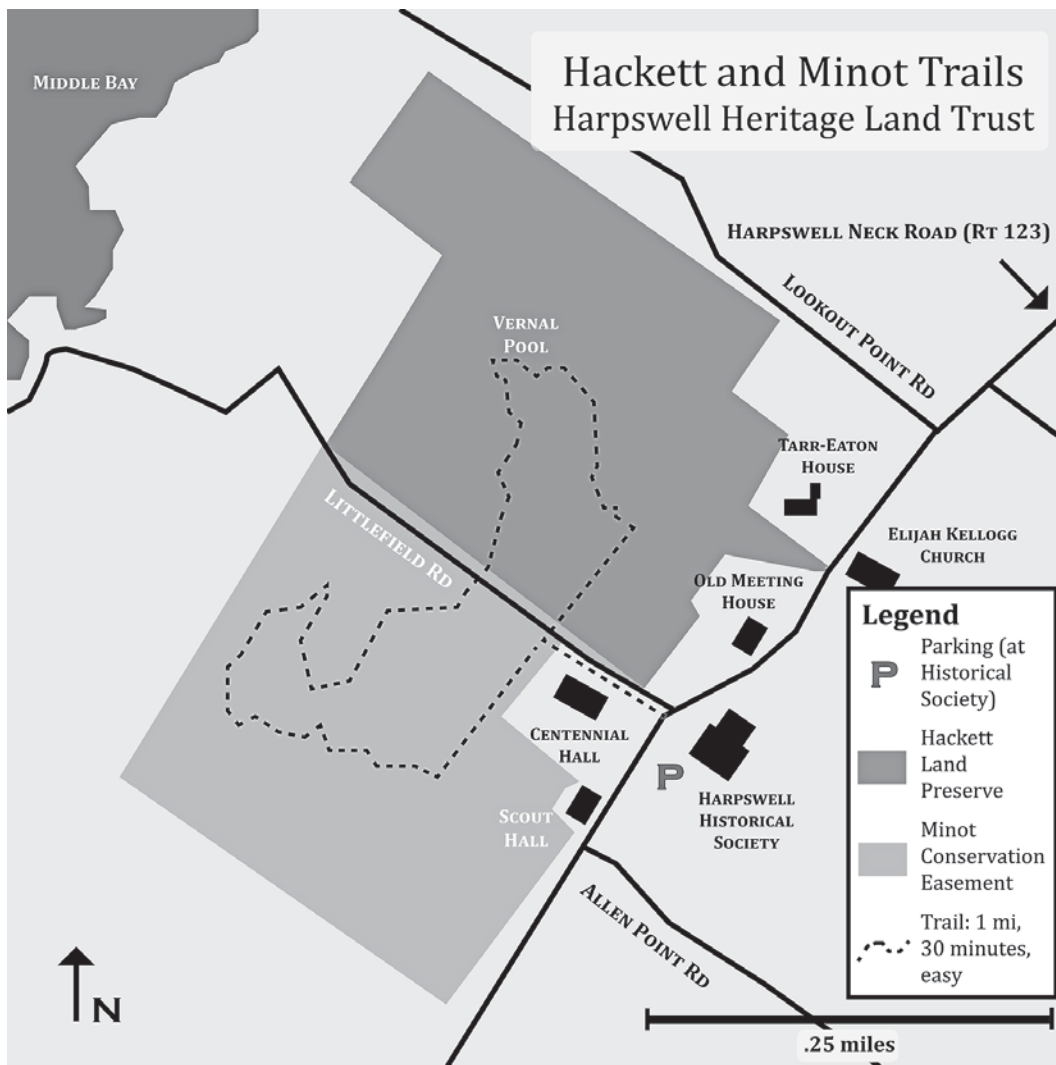 Middle Bay
Hackett and Minot Trails
Harpswell Heritage Land Trust
Harpswell Neck Road (Rt 123)
Lookout Point Rd
Vernal
Pool
Tarr-Eaton
House
Elijah Kellogg
Church
Littlefield Rd
Old Meeting
House
Centennial
Hall
Scout
Hall
P
Harpswell
Historical
Society
Allen Point Rd
Legend
P
Parking (at
Historical
Society)
Hackett
Land
Preserve
Minot
Conservation
Easement
Trail: 1 mi,
30 minutes,
easy
N
.25 miles